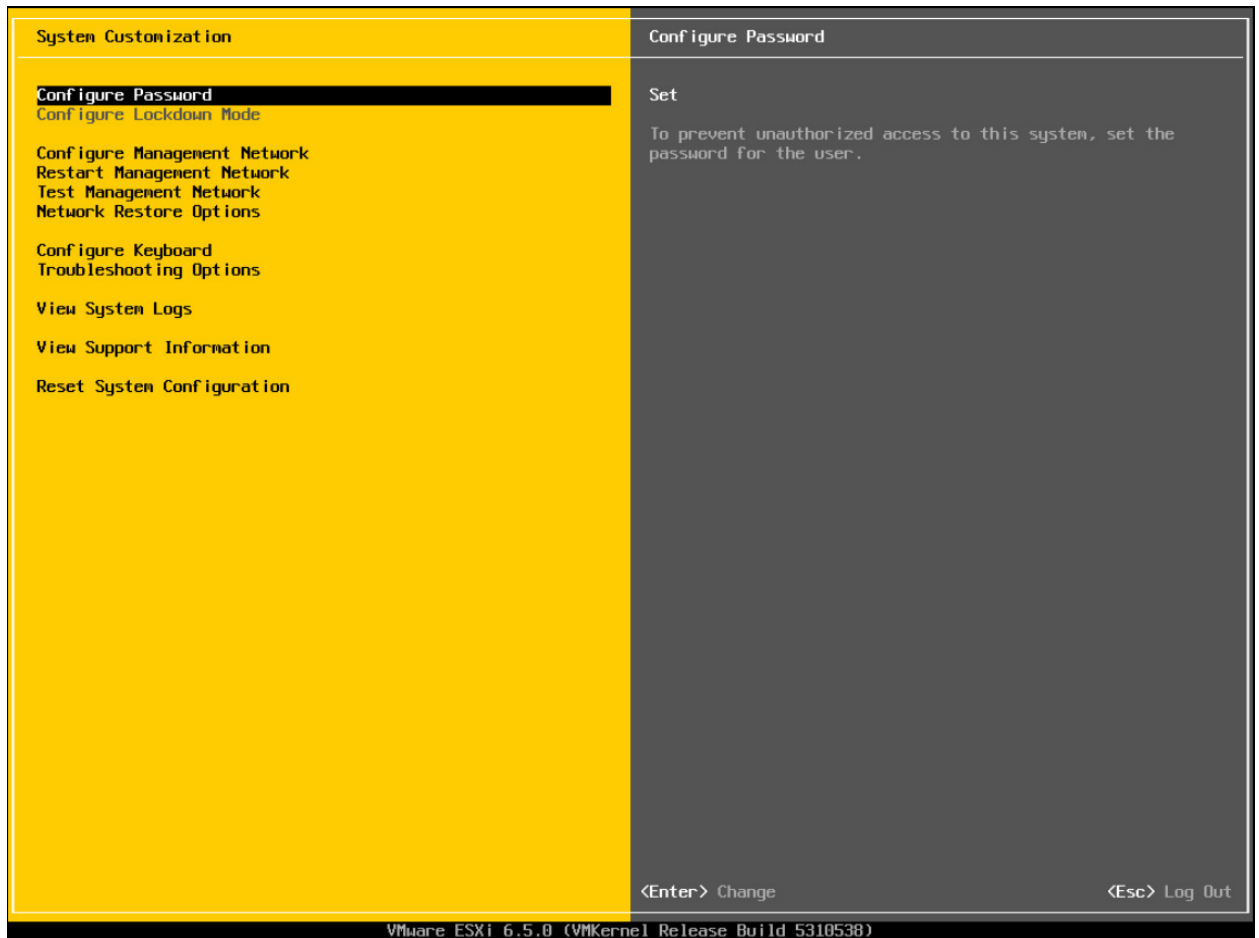 System Customization
Configure Password
Configure Password
Configure Lockdown Mode
Configure Management Network
Restart Management Network
Test Management Network
Network Restore Options
Configure Keyboard
Troubleshooting Options
View System Logs
View Support Information
Reset System Configuration
Set
To prevent unauthorized access to this system, set the
password for the user.
<Enter> Change
<Esc> Log Out
VMware ESXi 6.5.0 (VMKernel Release Build 5310538)